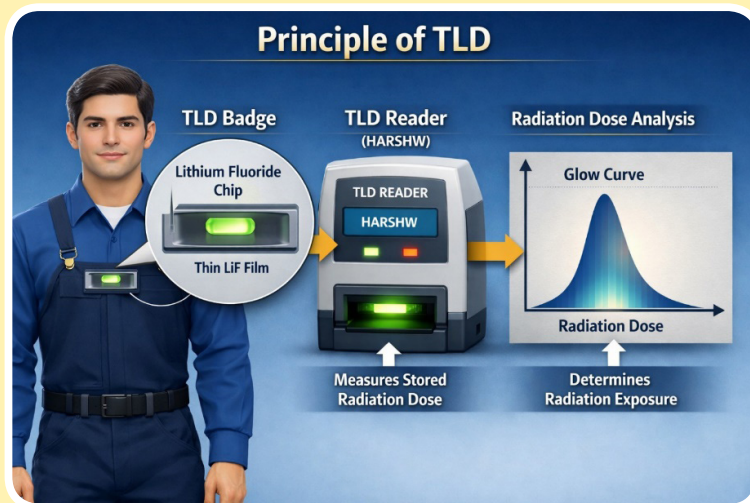 Principle of TLD
TLD Badge
Lithium Fluoride
Chip
Thin LiF Film
TLD Reader
(HARSHW)
TLD READER
HARSHW
Measures Stored
Radiation Dose
Radiation Dose Analysis
Glow Curve
Radiation Dose
Determines
Radiation Exposure